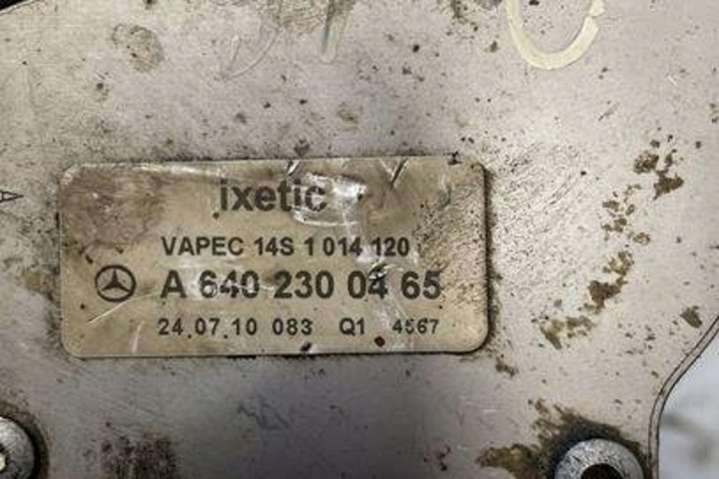 ixetic
VAPEC 14S 1 014 120
A 640 230 04 65
24.07.10 083 Q1 4567